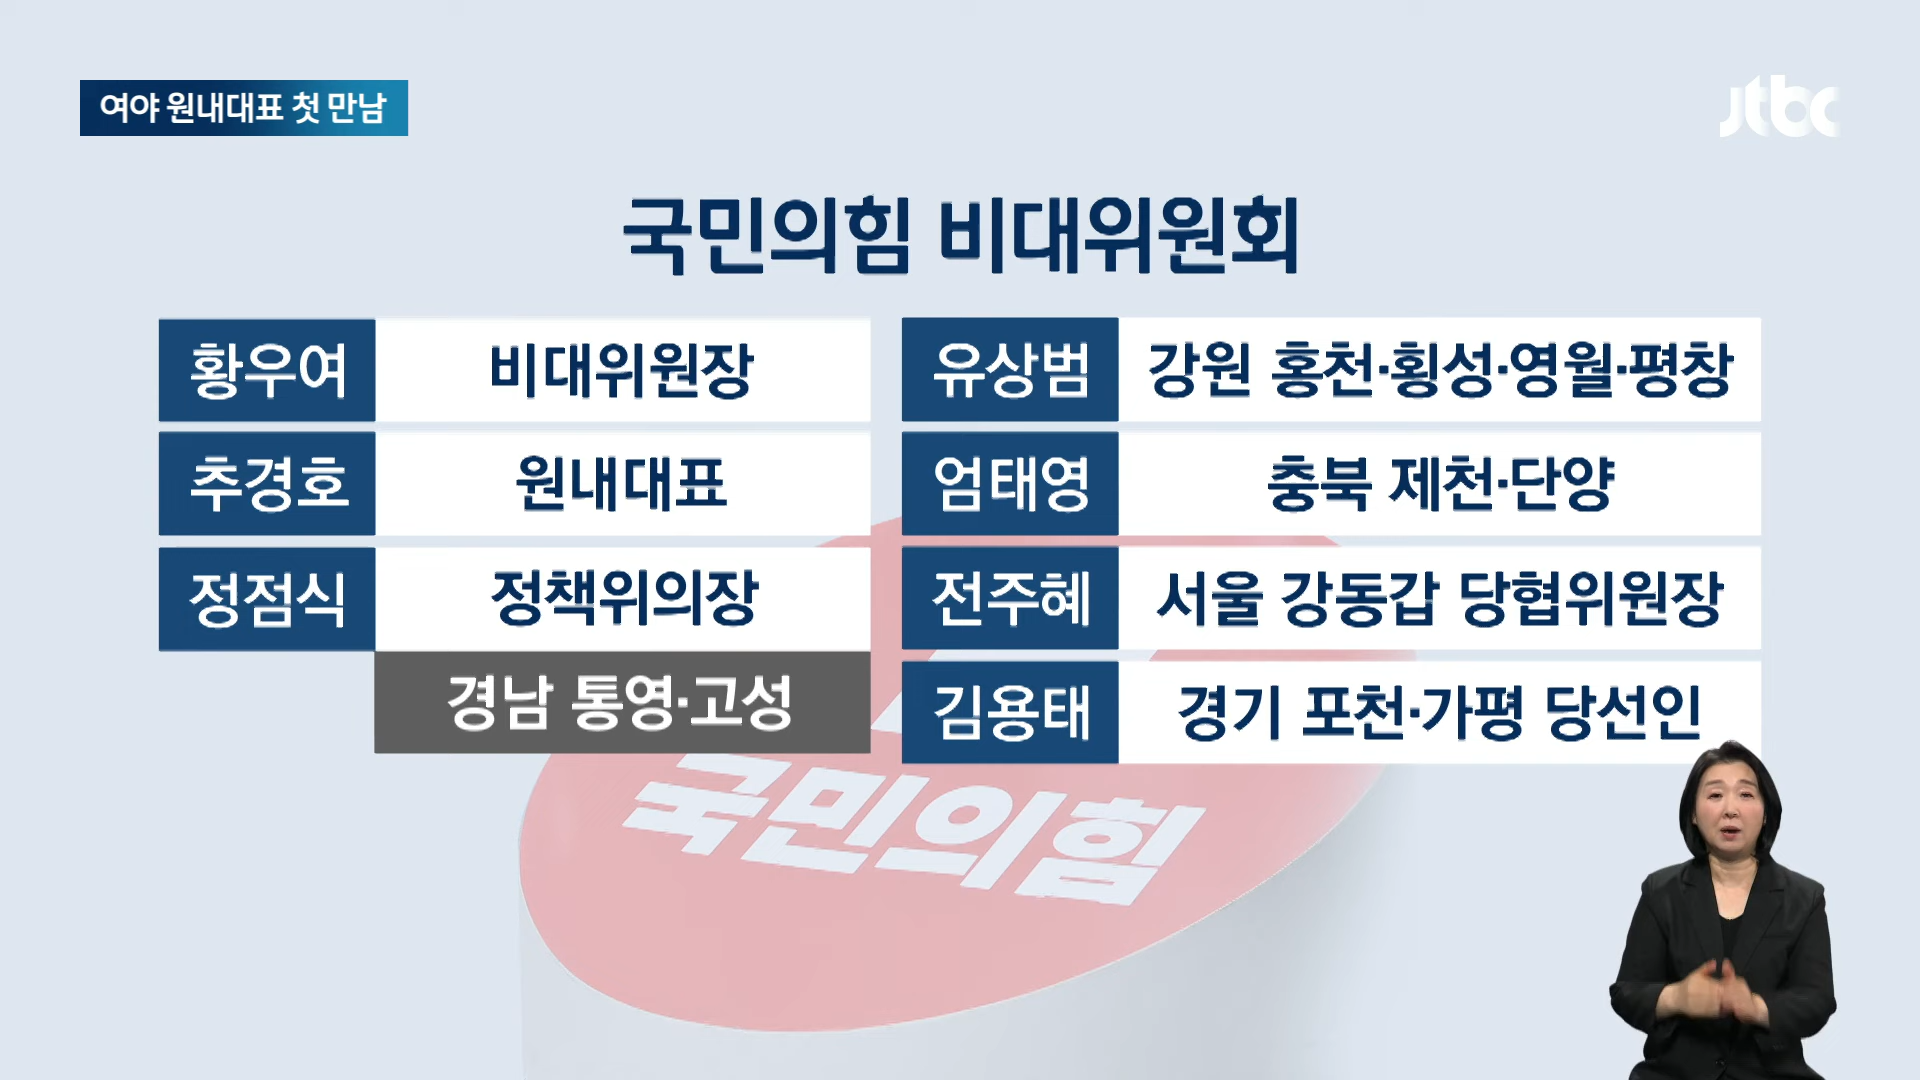 여야 원내대표 첫 만남
jtbc
국민의힘 비대위원회
황우여 비대위원장
추경호 원내대표
정점식 정책위의장
경남 통영·고성
유상범 강원 홍천·횡성·영월·평창
엄태영 충북 제천·단양
전주혜 서울 강동갑 당협위원장
김용태 경기 포천·가평 당선인
국민의힘